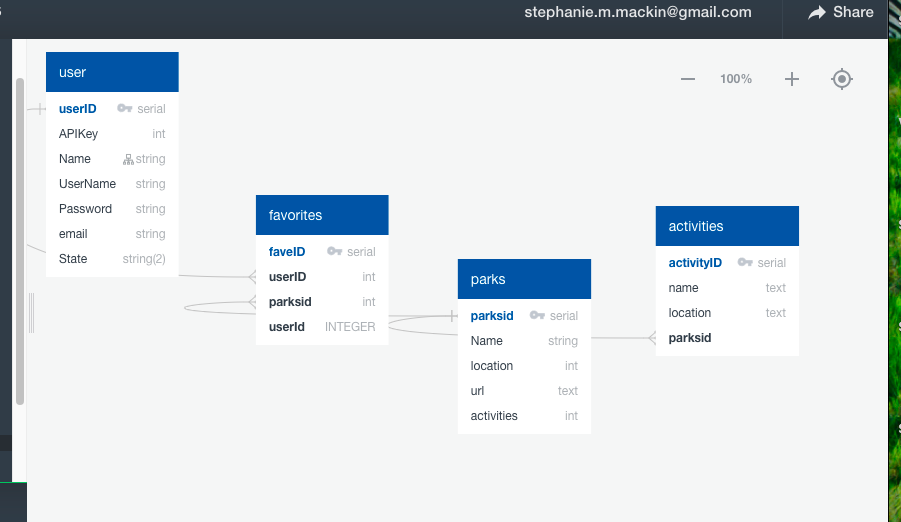 stephanie.m.mackin@gmail.com
Share
100%
user
userID serial
APIKey int
Name string
UserName string
Password string
email string
State string(2)
favorites
faveID serial
userID int
parksid int
userId INTEGER
parks
parksid serial
Name string
location int
url text
activities int
activities
activityID serial
name text
location text
parksid